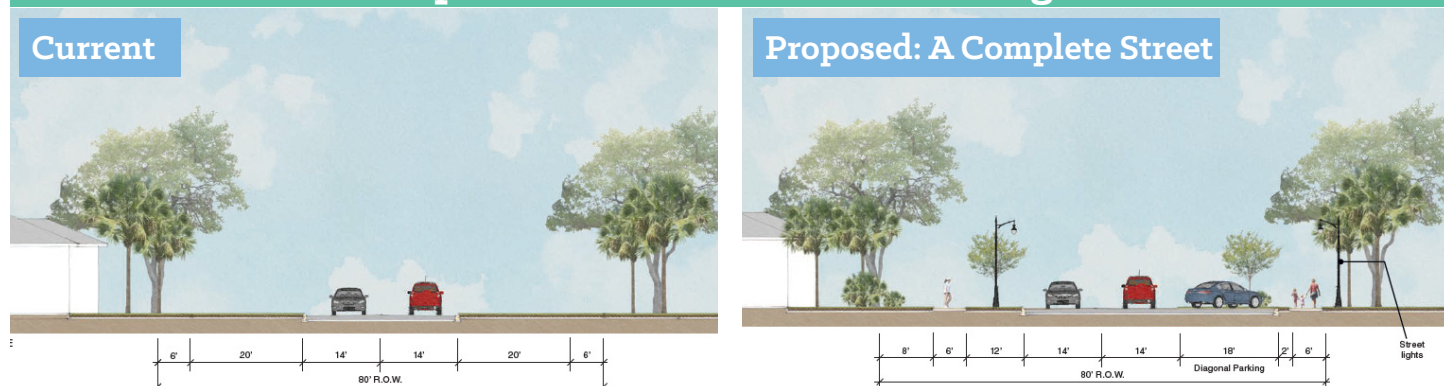 Current
6' 20' 14' 14' 20' 6'
80' R.O.W.
Proposed: A Complete Street
Street
lights
8' 6' 12' 14' 14' 18' 2' 6'
Diagonal Parking
80' R.O.W.